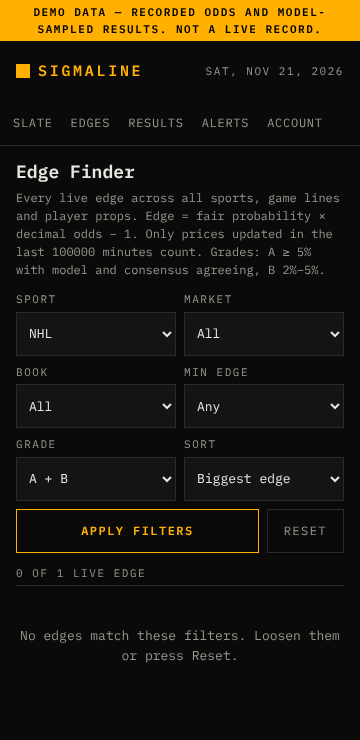 DEMO DATA — RECORDED ODDS AND MODEL-
SAMPLED RESULTS. NOT A LIVE RECORD.
SIGMALINE
SAT, NOV 21, 2026
SLATE EDGES RESULTS ALERTS ACCOUNT
Edge Finder
Every live edge across all sports, game lines
and player props. Edge = fair probability ×
decimal odds − 1. Only prices updated in the
last 100000 minutes count. Grades: A ≥ 5%
with model and consensus agreeing, B 2%–5%.
SPORT MARKET
NHL All
BOOK MIN EDGE
All Any
GRADE SORT
A + B Biggest edge
APPLY FILTERS RESET
0 OF 1 LIVE EDGE
No edges match these filters. Loosen them
or press Reset.